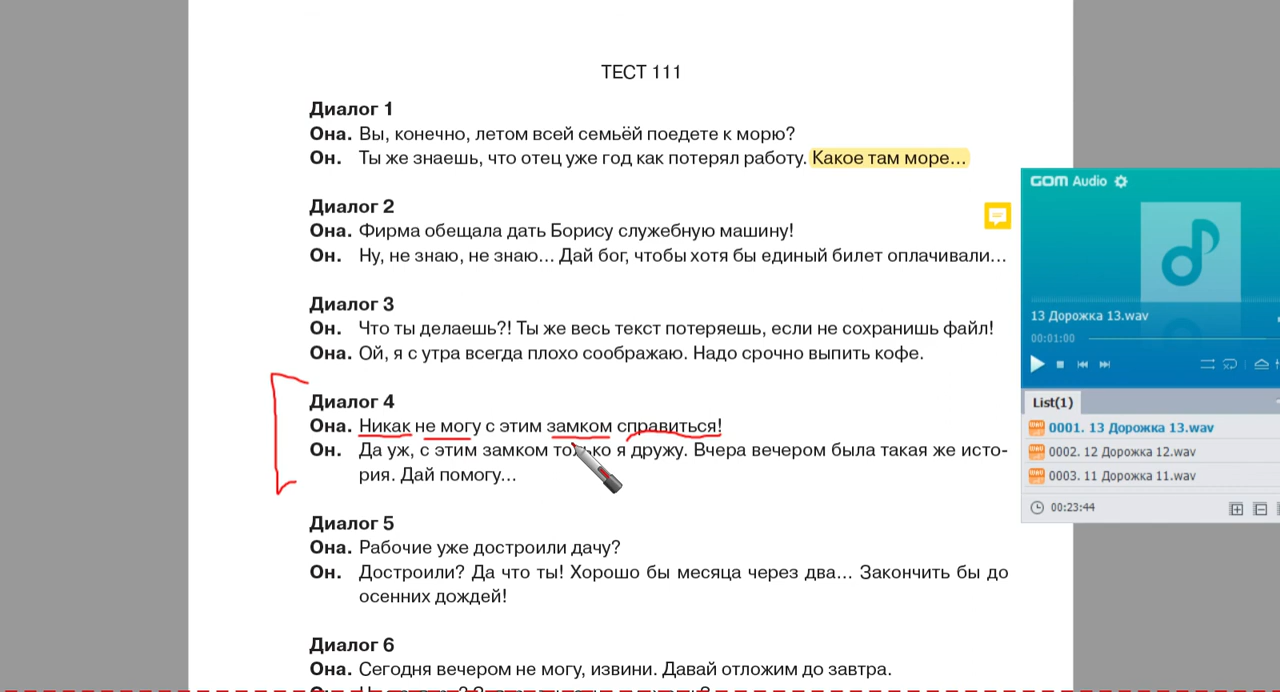 ТЕСТ 111
Диалог 1
Она. Вы, конечно, летом всей семьёй поедете к морю?
Он. Ты же знаешь, что отец уже год как потерял работу. Какое там море...
Диалог 2
Она. Фирма обещала дать Борису служебную машину!
Он. Ну, не знаю, не знаю... Дай бог, чтобы хотя бы единый билет оплачивали...
Диалог 3
Он. Что ты делаешь?! Ты же весь текст потеряешь, если не сохранишь файл!
Она. Ой, я с утра всегда плохо соображаю. Надо срочно выпить кофе.
Диалог 4
Она. Никак не могу с этим замком справиться!
Он. Да уж, с этим замком только я дружу. Вчера вечером была такая же исто-
рия. Дай помогу...
Диалог 5
Она. Рабочие уже достроили дачу?
Он. Достроили? Да что ты! Хорошо бы месяца через два... Закончить бы до
осенних дождей!
Диалог 6
Она. Сегодня вечером не могу, извини. Давай отложим до завтра.
GOM Audio
13 Дорожка 13.wav
00:01:00
List(1)
0001. 13 Дорожка 13.wav
0002. 12 Дорожка 12.wav
0003. 11 Дорожка 11.wav
00:23:44